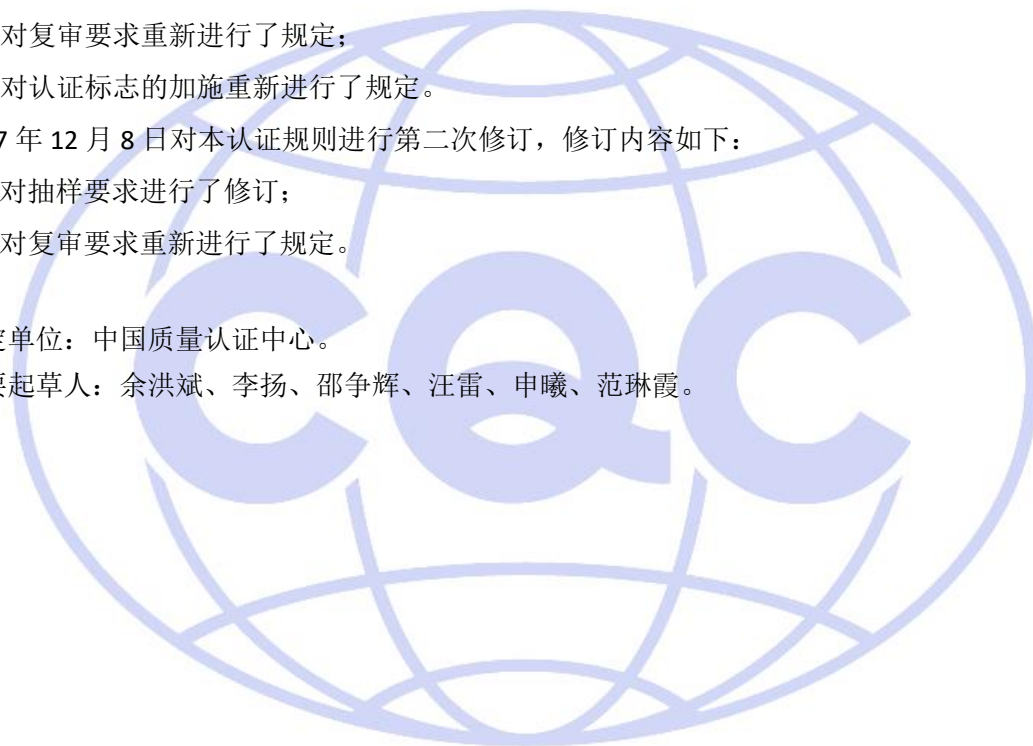 对复审要求重新进行了规定；
对认证标志的加施重新进行了规定。
7 年 12 月 8 日对本认证规则进行第二次修订，修订内容如下：
对抽样要求进行了修订；
对复审要求重新进行了规定。
CQC
定单位：中国质量认证中心。
要起草人：余洪斌、李扬、邵争辉、汪雷、申曦、范琳霞。